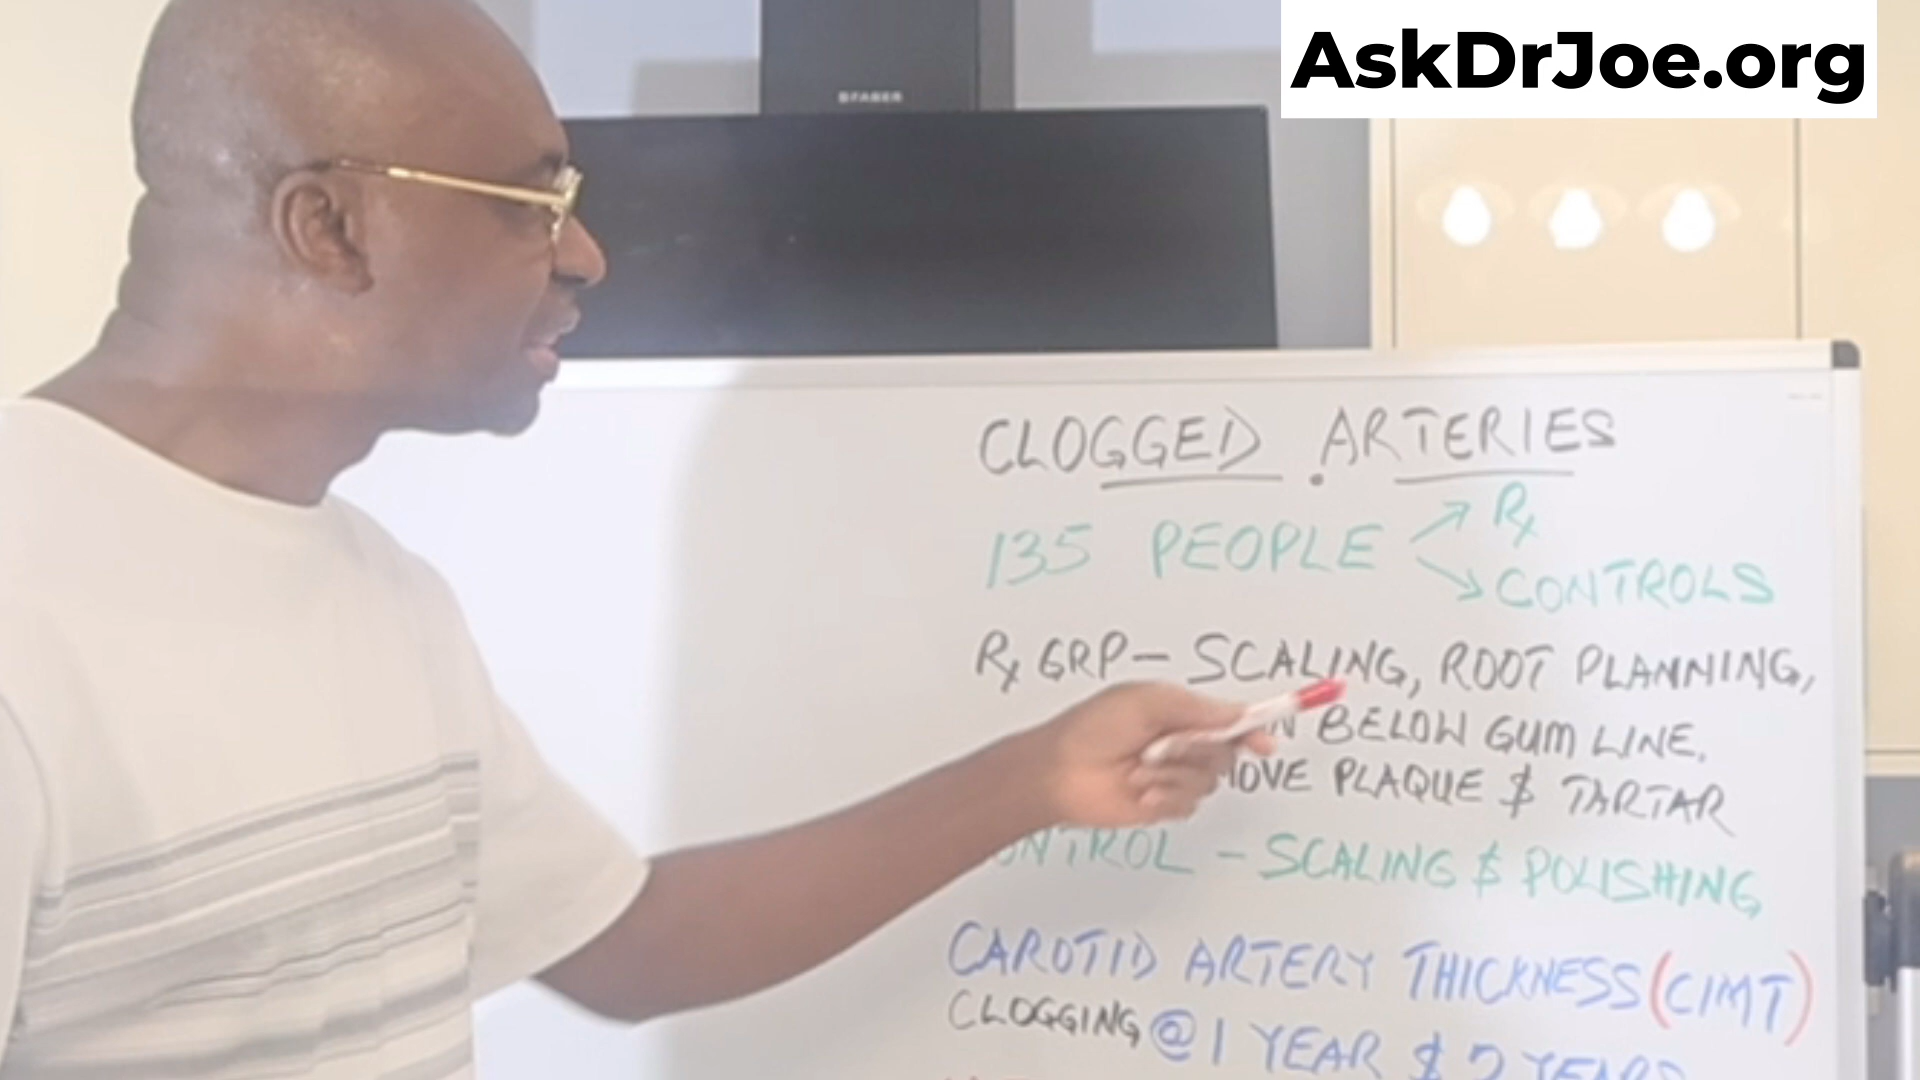 AskDrJoe.org
FABER
CLOGGED ARTERIES
135 PEOPLE → Rx
→ CONTROLS
Rx GRP – SCALING, ROOT PLANNING,
BELOW GUM LINE.
PLAQUE & TARTAR
– SCALING & POLISHING
CAROTID ARTERY THICKNESS (CIMT)
CLOGGING @ 1 YEAR & 2 YEARS